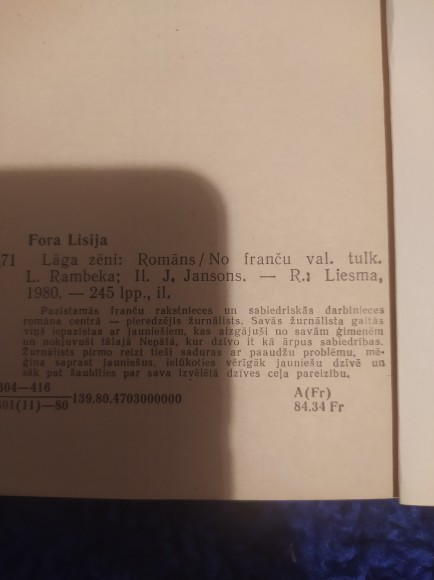 Fora Lisija
71 Lāga zēni: Romāns/No franču val. tulk.
L. Rambeka; Il. J. Jansons. — R.: Liesma,
1980. — 245 lpp., il.
Pazīstamās franču rakstnieces un sabiedriskās darbinieces
romāna centrā — pieredzējis žurnālists. Savās žurnālista gaitās
viņš iepazīstas ar jauniešiem, kas aizgājuši no savām ģimenēm
un nokļuvuši tālajā Nepālā, kur dzīvo it kā ārpus sabiedrības.
Žurnālists pirmo reizi tieši saduras ar paaudžu problēmu, mē-
ģina saprast jauniešus, ielūkoties vērīgāk jauniešu dzīvē un
sāk pat šaubīties par sava izvēlētā dzīves ceļa pareizību.
304—416
301(11)—80
—139.80.4703000000
A(Fr)
84.34 Fr